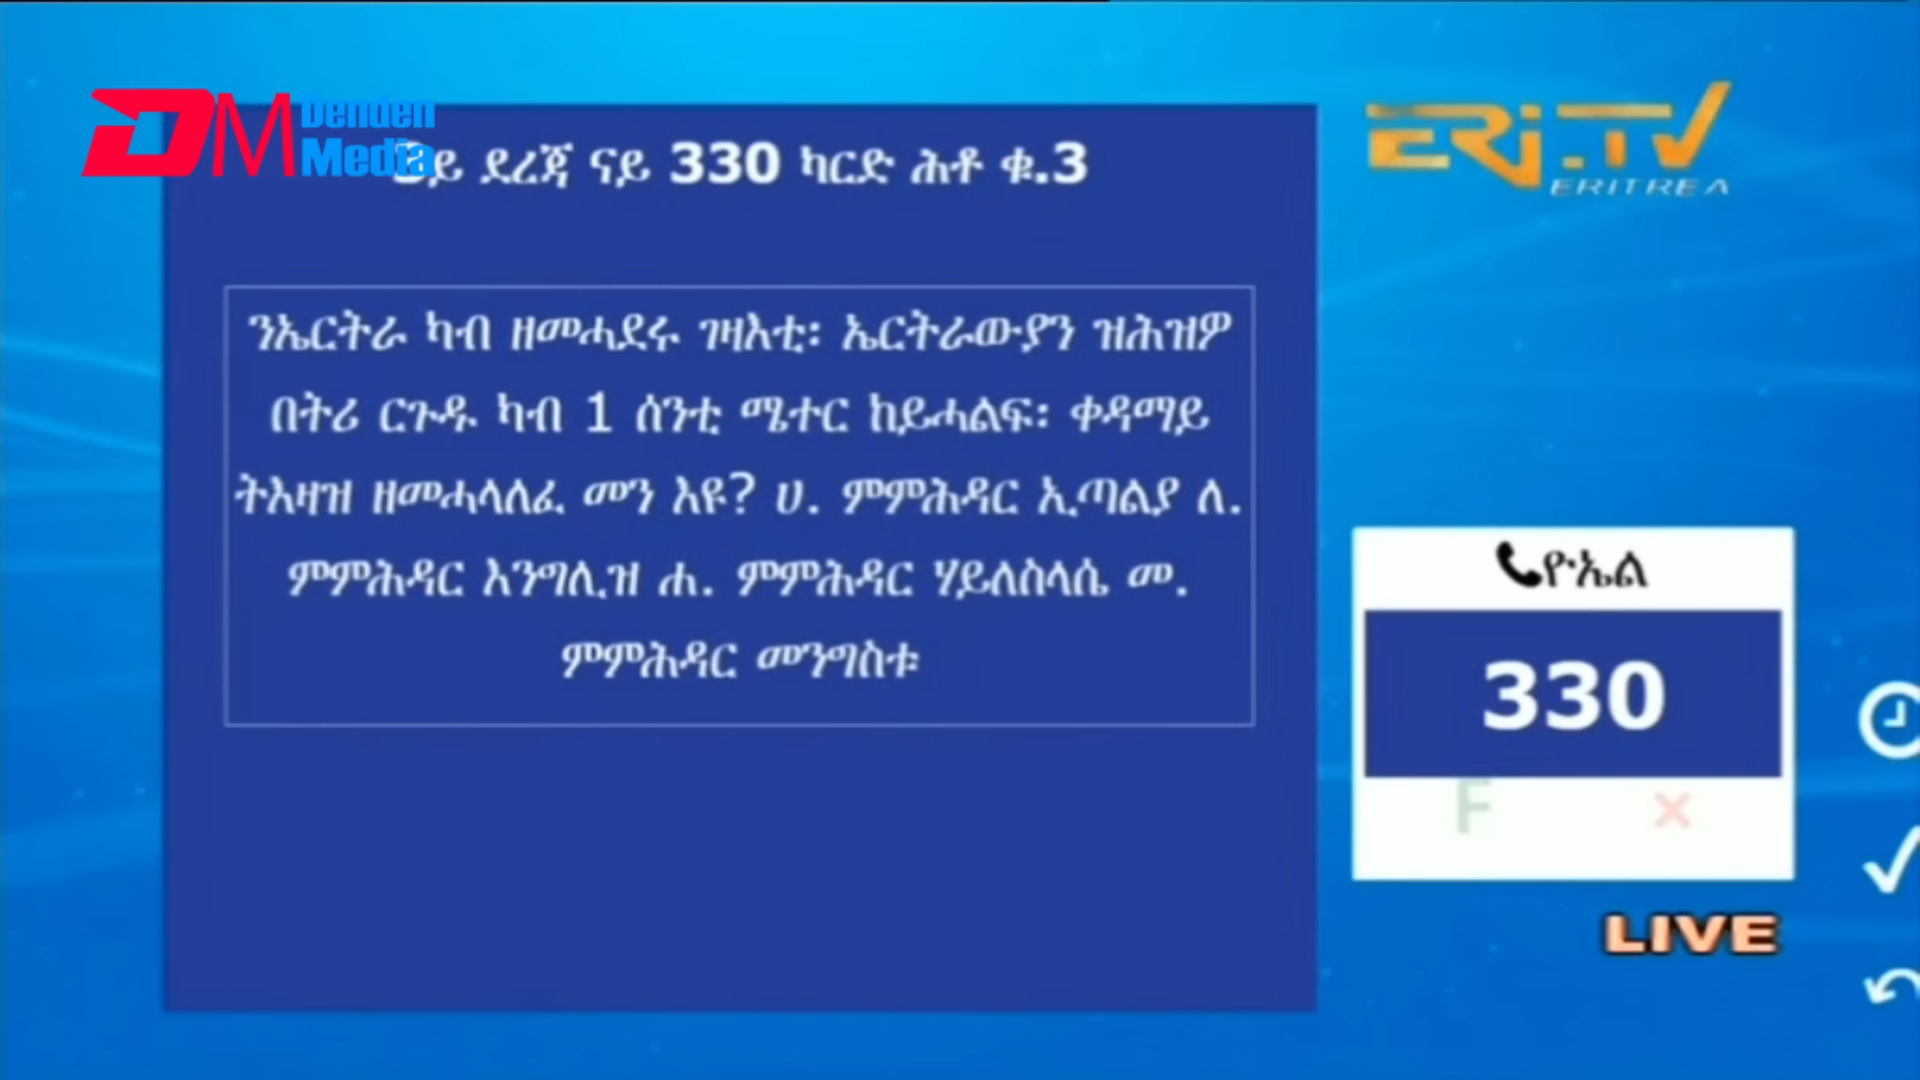 DM Denden Media
3ይ ደረጃ ናይ 330 ካርድ ሕቶ ቁ.3
ERi.TV
ERITREA
ንኤርትራ ካብ ዘመሓደሩ ገዛእቲ፡ ኤርትራውያን ዝሕዝዎ
በትሪ ርጉዱ ካብ 1 ሰንቲ ሜተር ከይሓልፍ፡ ቀዳማይ
ትእዛዝ ዘመሓላለፈ መን እዩ? ሀ. ምምሕዳር ኢጣልያ ለ.
ምምሕዳር እንግሊዝ ሐ. ምምሕዳር ሃይለስላሴ መ.
ምምሕዳር መንግስቱ
ዮኤል
330
F ×
LIVE